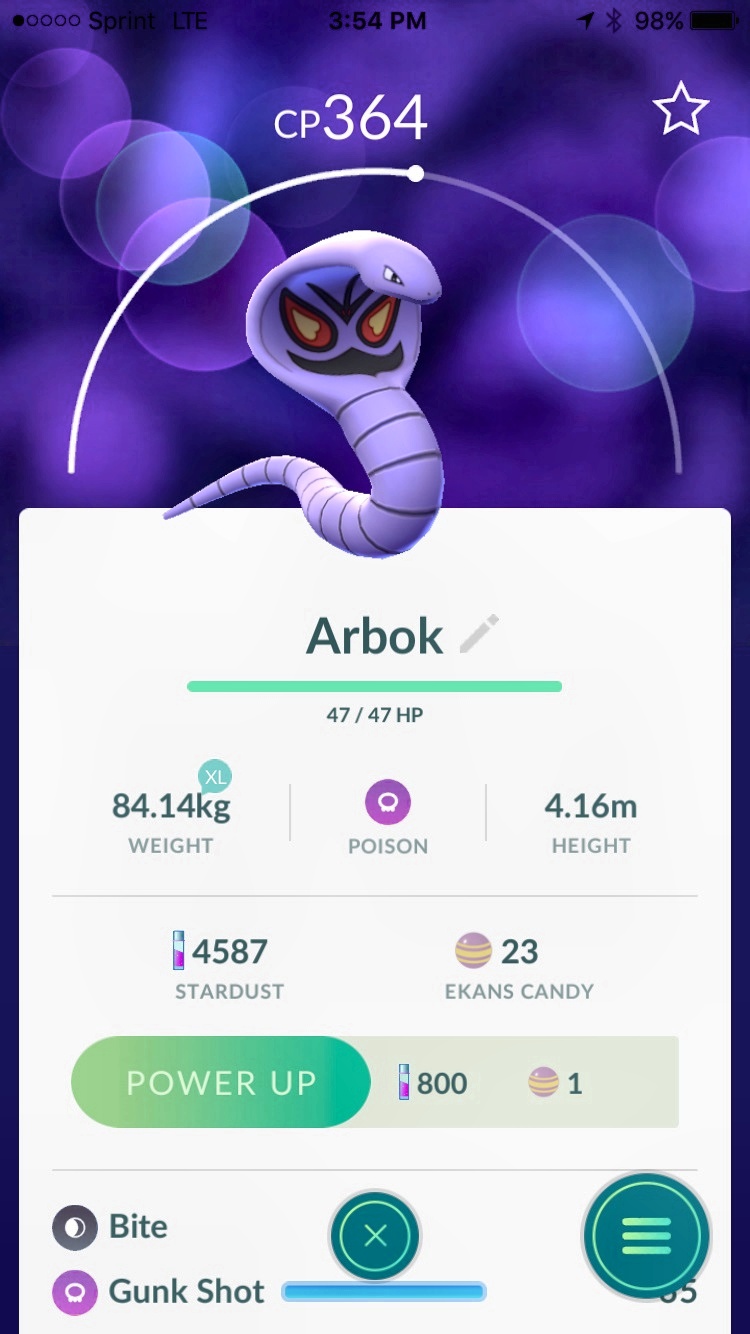 Sprint LTE 3:54 PM 98%
CP364
Arbok
47 / 47 HP
XL
84.14kg 4.16m
WEIGHT POISON HEIGHT
4587 23
STARDUST EKANS CANDY
POWER UP 800 1
Bite
Gunk Shot